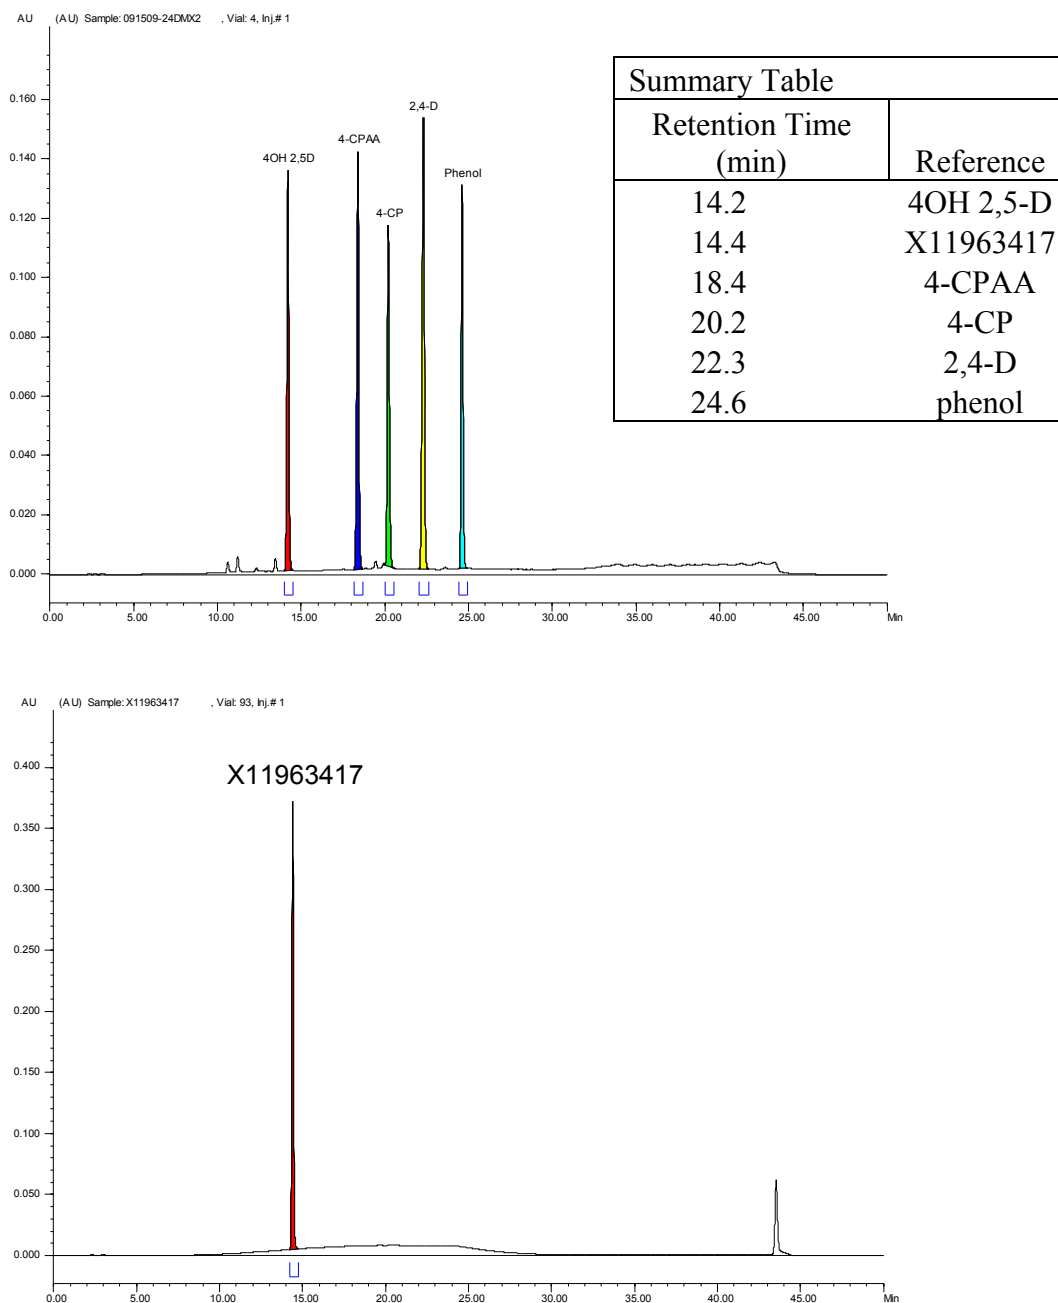 AU (AU) Sample: 091509-24DMX2 , Vial: 4, Inj.# 1
0.160
0.140
0.120
0.100
0.080
0.060
0.040
0.020
0.000
4OH 2,5D
4-CPAA
4-CP
2,4-D
Phenol
0.00 5.00 10.00 15.00 20.00 25.00 30.00 35.00 40.00 45.00 Min
Summary Table
Retention Time
(min) Reference
14.2 4OH 2,5-D
14.4 X11963417
18.4 4-CPAA
20.2 4-CP
22.3 2,4-D
24.6 phenol
AU (AU) Sample: X11963417 , Vial: 93, Inj.# 1
0.400
0.350
0.300
0.250
0.200
0.150
0.100
0.050
0.000
X11963417
0.00 5.00 10.00 15.00 20.00 25.00 30.00 35.00 40.00 45.00 Min